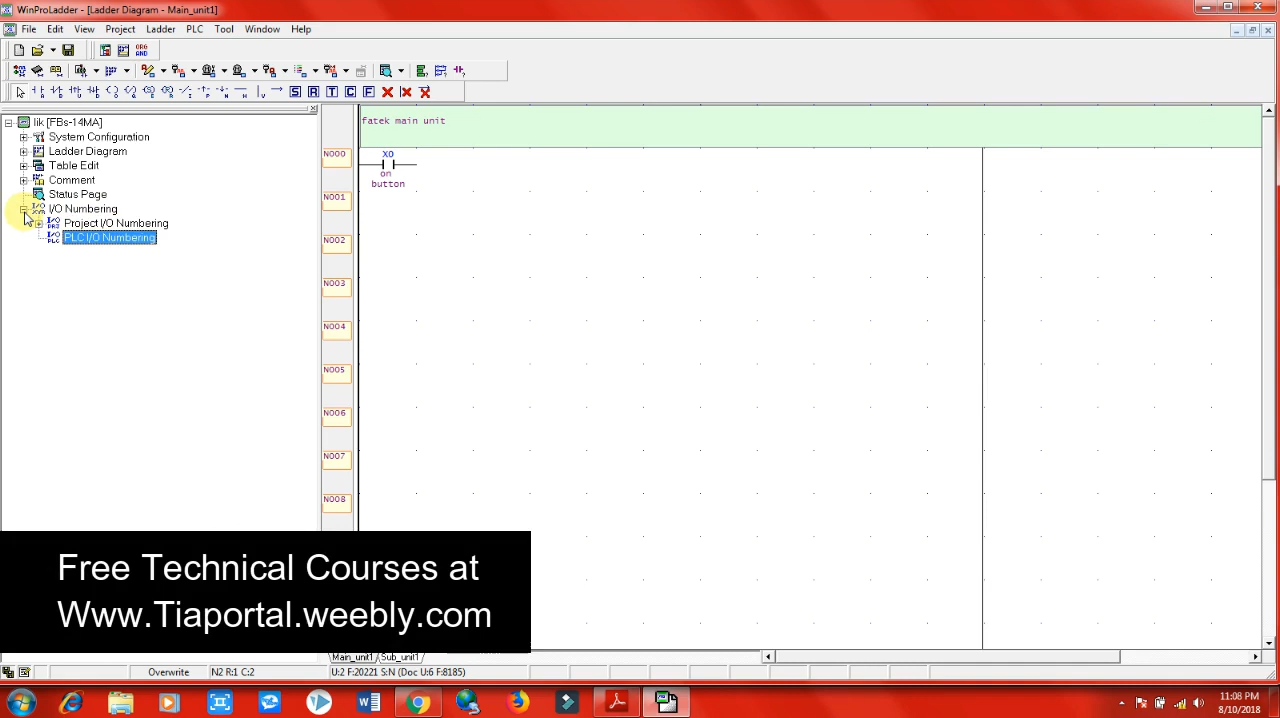 WinProLadder - [Ladder Diagram - Main_unit1]
File Edit View Project Ladder PLC Tool Window Help
lik [FBs-14MA]
System Configuration
Ladder Diagram
Table Edit
Comment
Status Page
I/O Numbering
Project I/O Numbering
PLC I/O Numbering
fatek main unit
N000
X0
on
button
N001
N002
N003
N004
N005
N006
N007
N008
Free Technical Courses at
Www.Tiaportal.weebly.com
Main_unit1 Sub_unit1
Overwrite N2 R:1 C:2 U:2 F:20221 S:N (Doc U:6 F:8185)
11:08 PM
8/10/2018